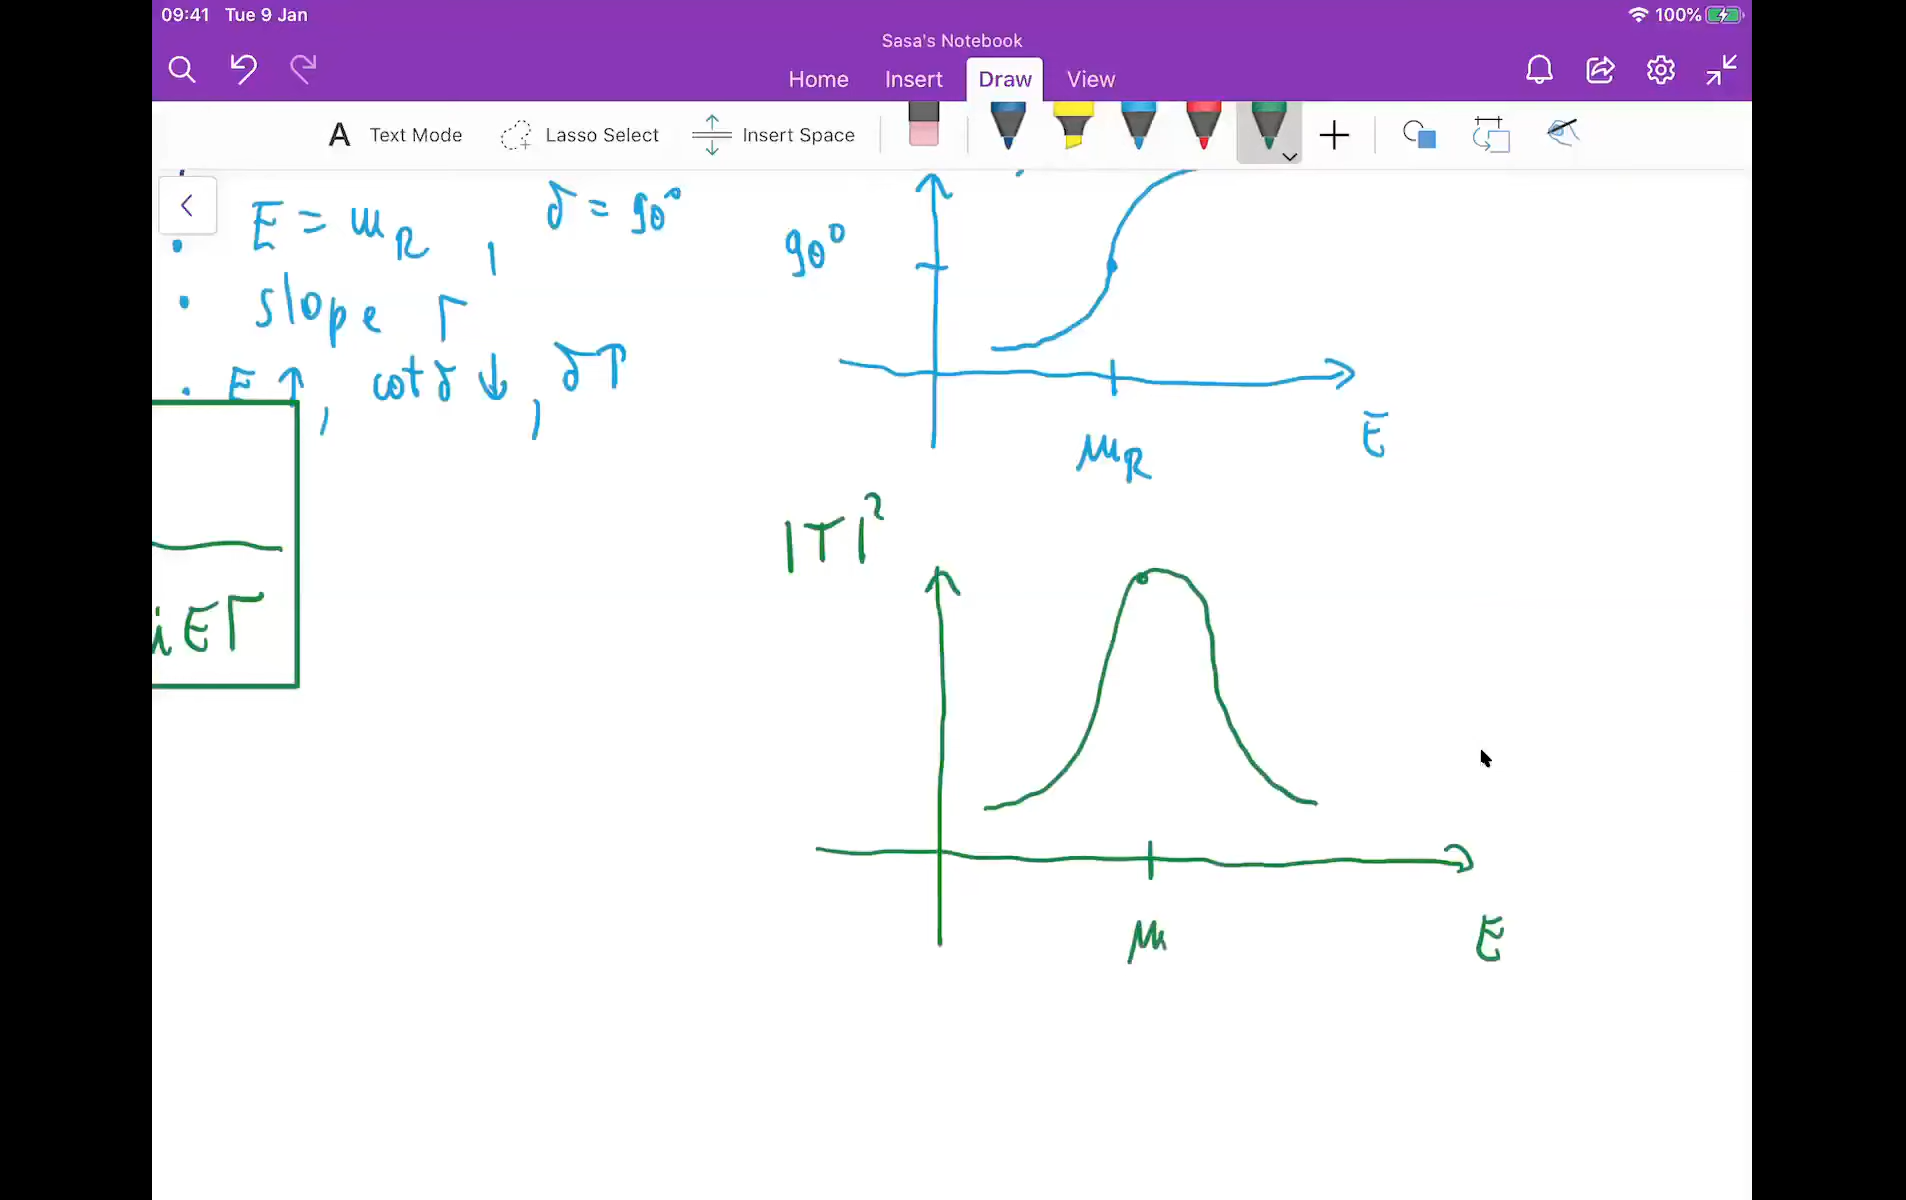 09:41 Tue 9 Jan
100%
Sasa's Notebook
Home Insert Draw View
A Text Mode Lasso Select Insert Space
• E = m_R , δ = 90°
• slope Γ
• E ↑, cot δ ↓, δ↑
90°
m_R
E
|T|²
iEΓ
E